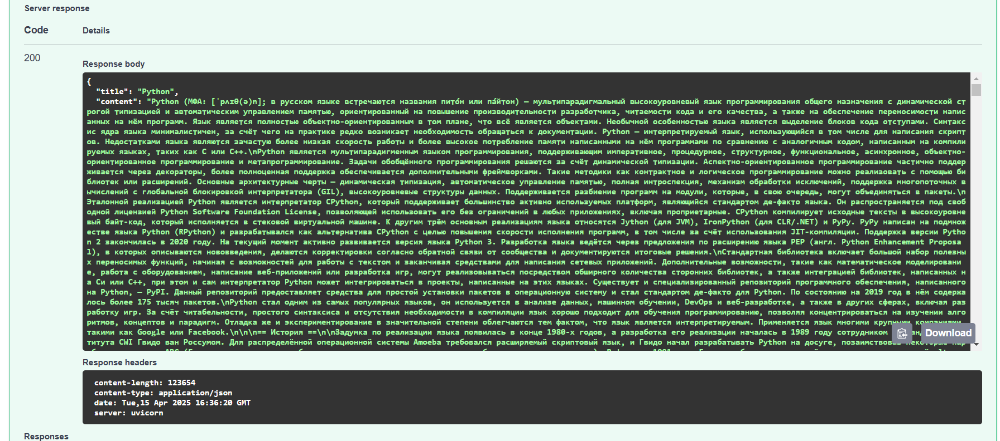 Server response
Code Details
200
Response body
{
"title": "Python",
"content": "Python (МФА: [ˈpʌɪθ(ə)n]; в русском языке встречаются названия пито́н или па́йтон) — мультипарадигмальный высокоуровневый язык программирования общего назначения с динамической ст
рогой типизацией и автоматическим управлением памятью, ориентированный на повышение производительности разработчика, читаемости кода и его качества, а также на обеспечение переносимости напис
анных на нём программ. Язык является полностью объектно-ориентированным в том плане, что всё является объектами. Необычной особенностью языка является выделение блоков кода отступами. Синтакс
ис ядра языка минималистичен, за счёт чего на практике редко возникает необходимость обращаться к документации. Python — интерпретируемый язык, использующийся в том числе для написания скрипт
ов. Недостатками языка являются зачастую более низкая скорость работы и более высокое потребление памяти написанными на нём программами по сравнению с аналогичным кодом, написанным на компили
руемых языках, таких как C или C++.\nPython является мультипарадигменным языком программирования, поддерживающим императивное, процедурное, структурное, функциональное, асинхронное, объектно-
ориентированное программирование и метапрограммирование. Задачи обобщённого программирования решаются за счёт динамической типизации. Аспектно-ориентированное программирование частично поддер
живается через декораторы, более полноценная поддержка обеспечивается дополнительными фреймворками. Такие методики как контрактное и логическое программирование можно реализовать с помощью би
блиотек или расширений. Основные архитектурные черты — динамическая типизация, автоматическое управление памятью, полная интроспекция, механизм обработки исключений, поддержка многопоточных в
ычислений с глобальной блокировкой интерпретатора (GIL), высокоуровневые структуры данных. Поддерживается разбиение программ на модули, которые, в свою очередь, могут объединяться в пакеты.\n
Эталонной реализацией Python является интерпретатор CPython, который поддерживает большинство активно используемых платформ, являющийся стандартом де-факто языка. Он распространяется под своб
одной лицензией Python Software Foundation License, позволяющей использовать его без ограничений в любых приложениях, включая проприетарные. CPython компилирует исходные тексты в высокоуровне
вый байт-код, который исполняется в стековой виртуальной машине. К другим трём основным реализациям языка относятся Jython (для JVM), IronPython (для CLR/.NET) и PyPy. PyPy написан на подмнож
естве языка Python (RPython) и разрабатывался как альтернатива CPython с целью повышения скорости исполнения программ, в том числе за счёт использования JIT-компиляции. Поддержка версии Pytho
n 2 закончилась в 2020 году. На текущий момент активно развивается версия языка Python 3. Разработка языка ведётся через предложения по расширению языка PEP (англ. Python Enhancement Proposa
l), в которых описываются нововведения, делаются корректировки согласно обратной связи от сообщества и документируются итоговые решения.\nСтандартная библиотека включает большой набор полезны
х переносимых функций, начиная с возможностей для работы с текстом и заканчивая средствами для написания сетевых приложений. Дополнительные возможности, такие как математическое моделировани
е, работа с оборудованием, написание веб-приложений или разработка игр, могут реализовываться посредством обширного количества сторонних библиотек, а также интеграцией библиотек, написанных н
а Си или C++, при этом и сам интерпретатор Python может интегрироваться в проекты, написанные на этих языках. Существует и специализированный репозиторий программного обеспечения, написанного
на Python, — PyPI. Данный репозиторий предоставляет средства для простой установки пакетов в операционную систему и стал стандартом де-факто для Python. По состоянию на 2019 год в нём содержа
лось более 175 тысяч пакетов.\nPython стал одним из самых популярных языков, он используется в анализе данных, машинном обучении, DevOps и веб-разработке, а также в других сферах, включая раз
работку игр. За счёт читабельности, простого синтаксиса и отсутствия необходимости в компиляции язык хорошо подходит для обучения программированию, позволяя концентрироваться на изучении алго
ритмов, концептов и парадигм. Отладка же и экспериментирование в значительной степени облегчаются тем фактом, что язык является интерпретируемым. Применяется язык многими крупными компаниями,
такими как Google или Facebook.\n\n\n== История ==\n\nЗадумка по реализации языка появилась в конце 1980-х годов, а разработка его реализации началась в 1989 году сотрудником
титута CWI Гвидо ван Россумом. Для распределённой операционной системы Amoeba требовался расширяемый скриптовый язык, и Гвидо начал разрабатывать Python на досуге, позаимствовав некоторые нар
Download
Response headers
content-length: 123654
content-type: application/json
date: Tue,15 Apr 2025 16:36:20 GMT
server: uvicorn
Responses